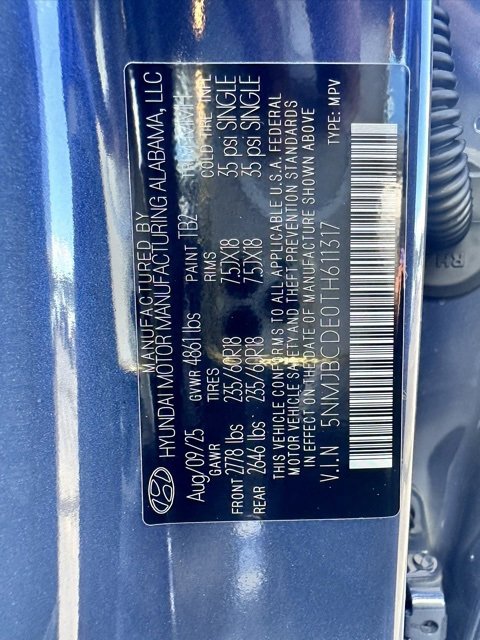 MANUFACTURED BY
HYUNDAI MOTOR MANUFACTURING ALABAMA, LLC
Aug/09/25 GVWR 4861 lbs PAINT TB2
GAWR TIRES RIMS COLD TIRE INFL
FRONT 2778 lbs 235/60R18 7.5JX18 35 psi SINGLE
REAR 2646 lbs 235/60R18 7.5JX18 35 psi SINGLE
THIS VEHICLE CONFORMS TO ALL APPLICABLE U.S.A. FEDERAL
MOTOR VEHICLE SAFETY AND THEFT PREVENTION STANDARDS
IN EFFECT ON THE DATE OF MANUFACTURE SHOWN ABOVE
V.I.N 5NMJBCDE0TH611317 TYPE: MPV
RH